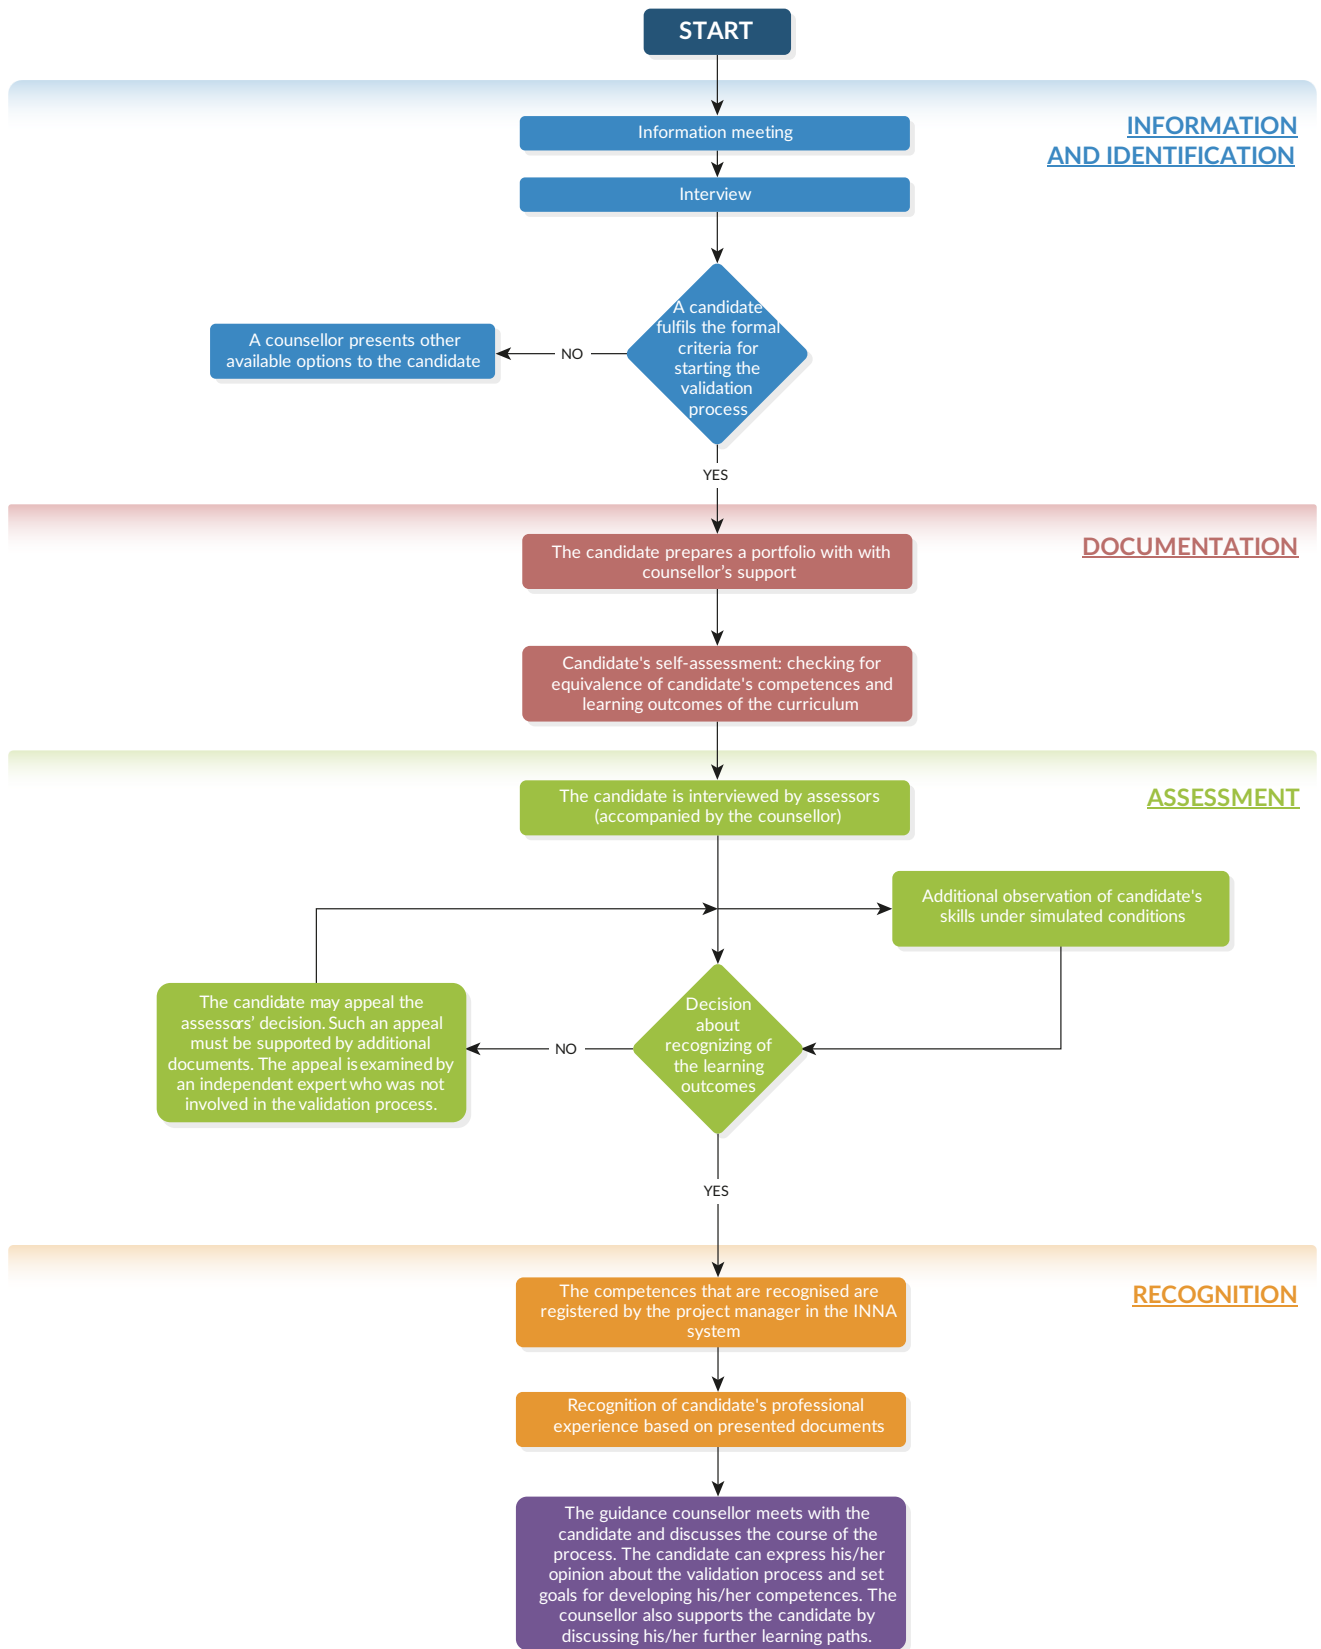 START
INFORMATION
AND IDENTIFICATION
Information meeting
Interview
A candidate
fulfils the formal
criteria for
starting the
validation
process
NO
A counsellor presents other
available options to the candidate
YES
DOCUMENTATION
The candidate prepares a portfolio with with
counsellor's support
Candidate's self-assessment: checking for
equivalence of candidate's competences and
learning outcomes of the curriculum
ASSESSMENT
The candidate is interviewed by assessors
(accompanied by the counsellor)
Additional observation of candidate's
skills under simulated conditions
Decision
about
recognizing of
the learning
outcomes
NO
The candidate may appeal the
assessors' decision. Such an appeal
must be supported by additional
documents. The appeal is examined by
an independent expert who was not
involved in the validation process.
YES
RECOGNITION
The competences that are recognised are
registered by the project manager in the INNA
system
Recognition of candidate's professional
experience based on presented documents
The guidance counsellor meets with the
candidate and discusses the course of the
process. The candidate can express his/her
opinion about the validation process and set
goals for developing his/her competences. The
counsellor also supports the candidate by
discussing his/her further learning paths.